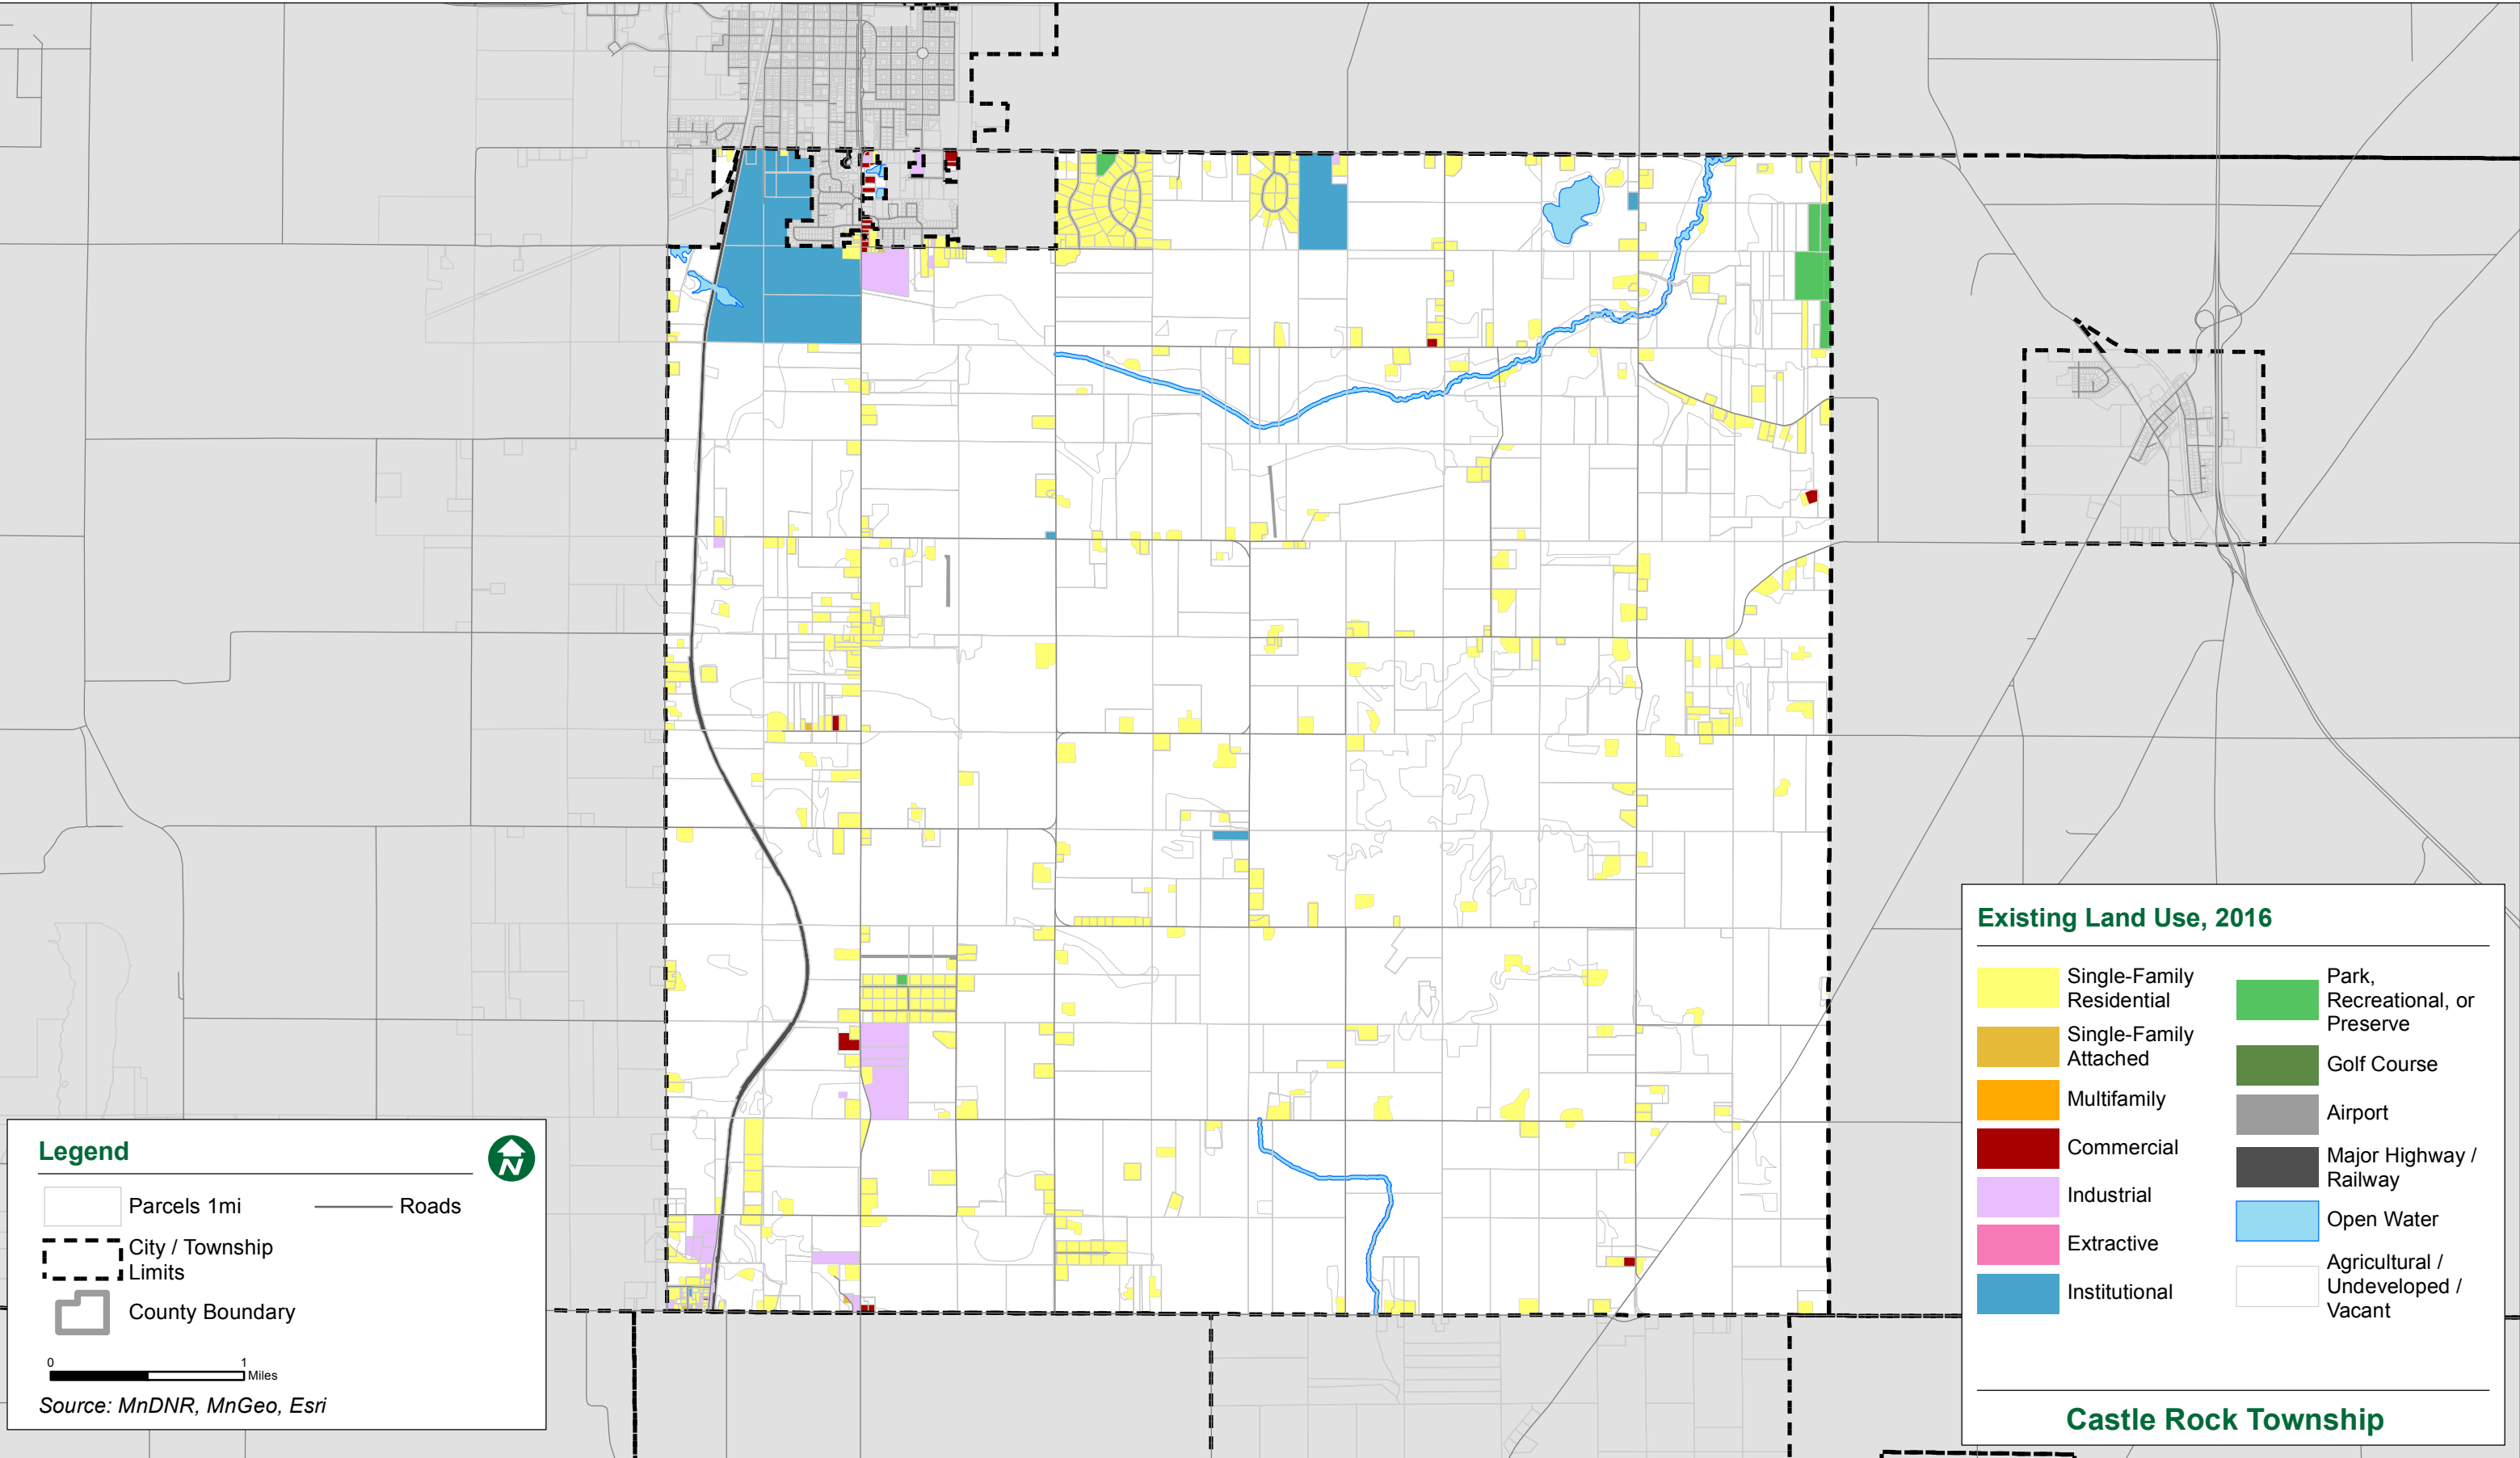 Legend
N
Parcels 1mi
Roads
City / Township
Limits
County Boundary
0 1
Miles
Source: MnDNR, MnGeo, Esri
Existing Land Use, 2016
Single-Family
Residential
Single-Family
Attached
Multifamily
Commercial
Industrial
Extractive
Institutional
Park,
Recreational, or
Preserve
Golf Course
Airport
Major Highway /
Railway
Open Water
Agricultural /
Undeveloped /
Vacant
Castle Rock Township